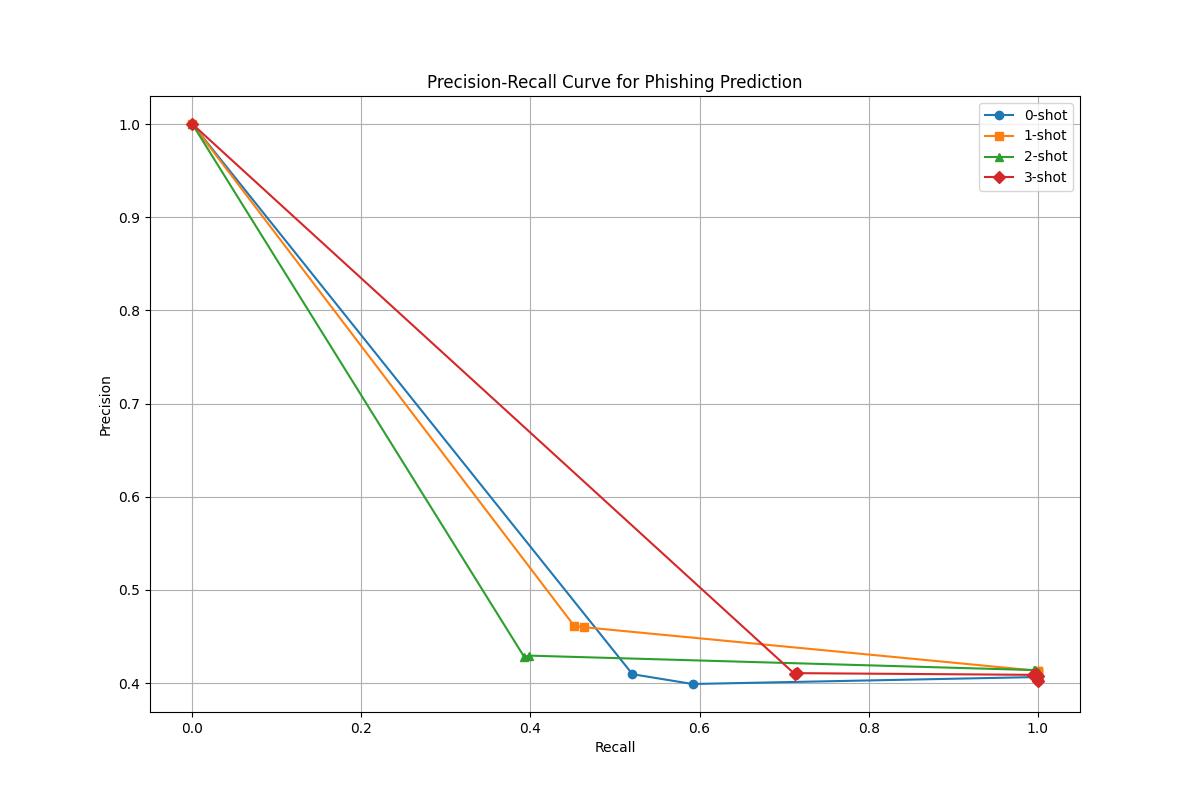 Precision-Recall Curve for Phishing Prediction
0-shot
1-shot
2-shot
3-shot
1.0
0.9
0.8
0.7
0.6
0.5
0.4
Precision
0.0 0.2 0.4 0.6 0.8 1.0
Recall